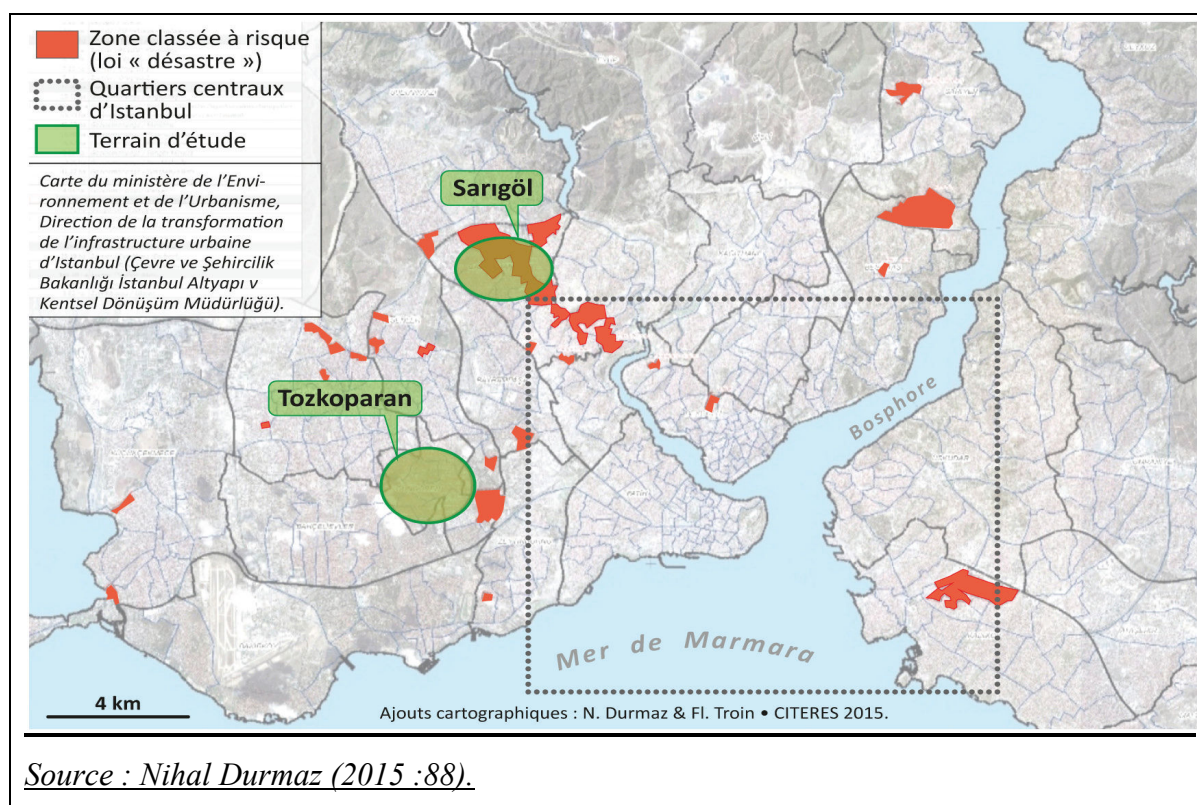 Zone classée à risque
(loi « désastre »)
Quartiers centraux
d'Istanbul
Terrain d'étude
Carte du ministère de l'Envi-
ronnement et de l'Urbanisme,
Direction de la transformation
de l'infrastructure urbaine
d'Istanbul (Çevre ve Şehircilik
Bakanlığı İstanbul Altyapı v
Kentsel Dönüşüm Müdürlüğü).
Sarıgöl
Tozkoparan
Bosphore
FATİH
Mer de Marmara
4 km
Ajouts cartographiques : N. Durmaz & Fl. Troin • CITERES 2015.
Source : Nihal Durmaz (2015 :88).